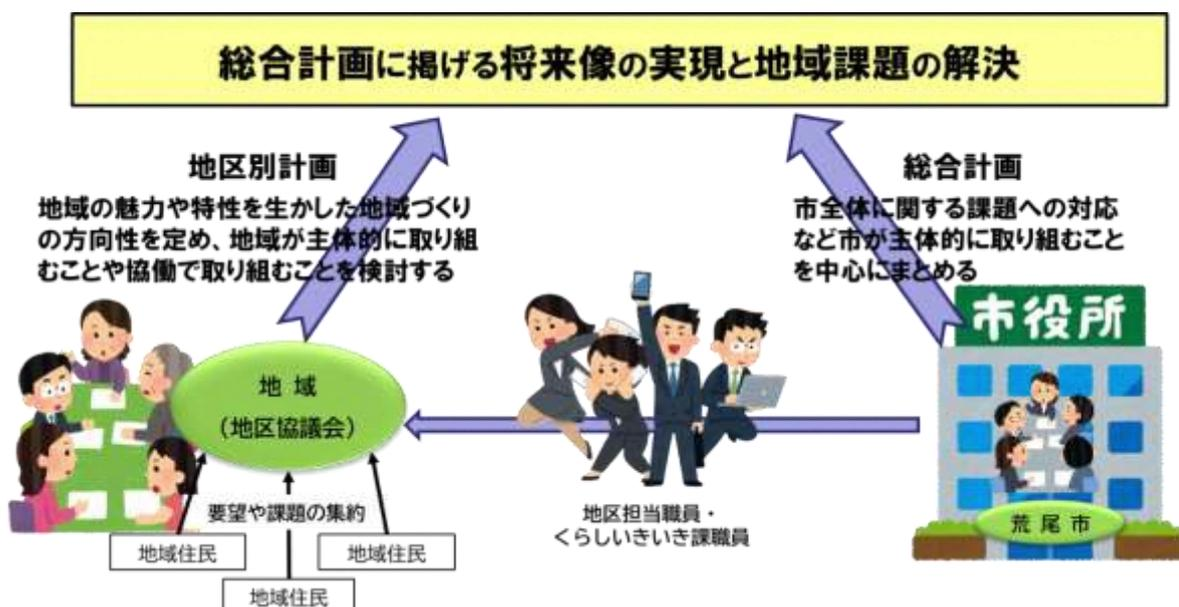 総合計画に掲げる将来像の実現と地域課題の解決
地区別計画
地域の魅力や特性を生かした地域づくり
の方向性を定め、地域が主体的に取り組
むことや協働で取り組むことを検討する
総合計画
市全体に関する課題への対応
など市が主体的に取り組むこと
を中心にまとめる
市役所
地 域
（地区協議会）
要望や課題の集約
地域住民
地域住民
地域住民
地区担当職員・
くらしいきいき課職員
荒尾市